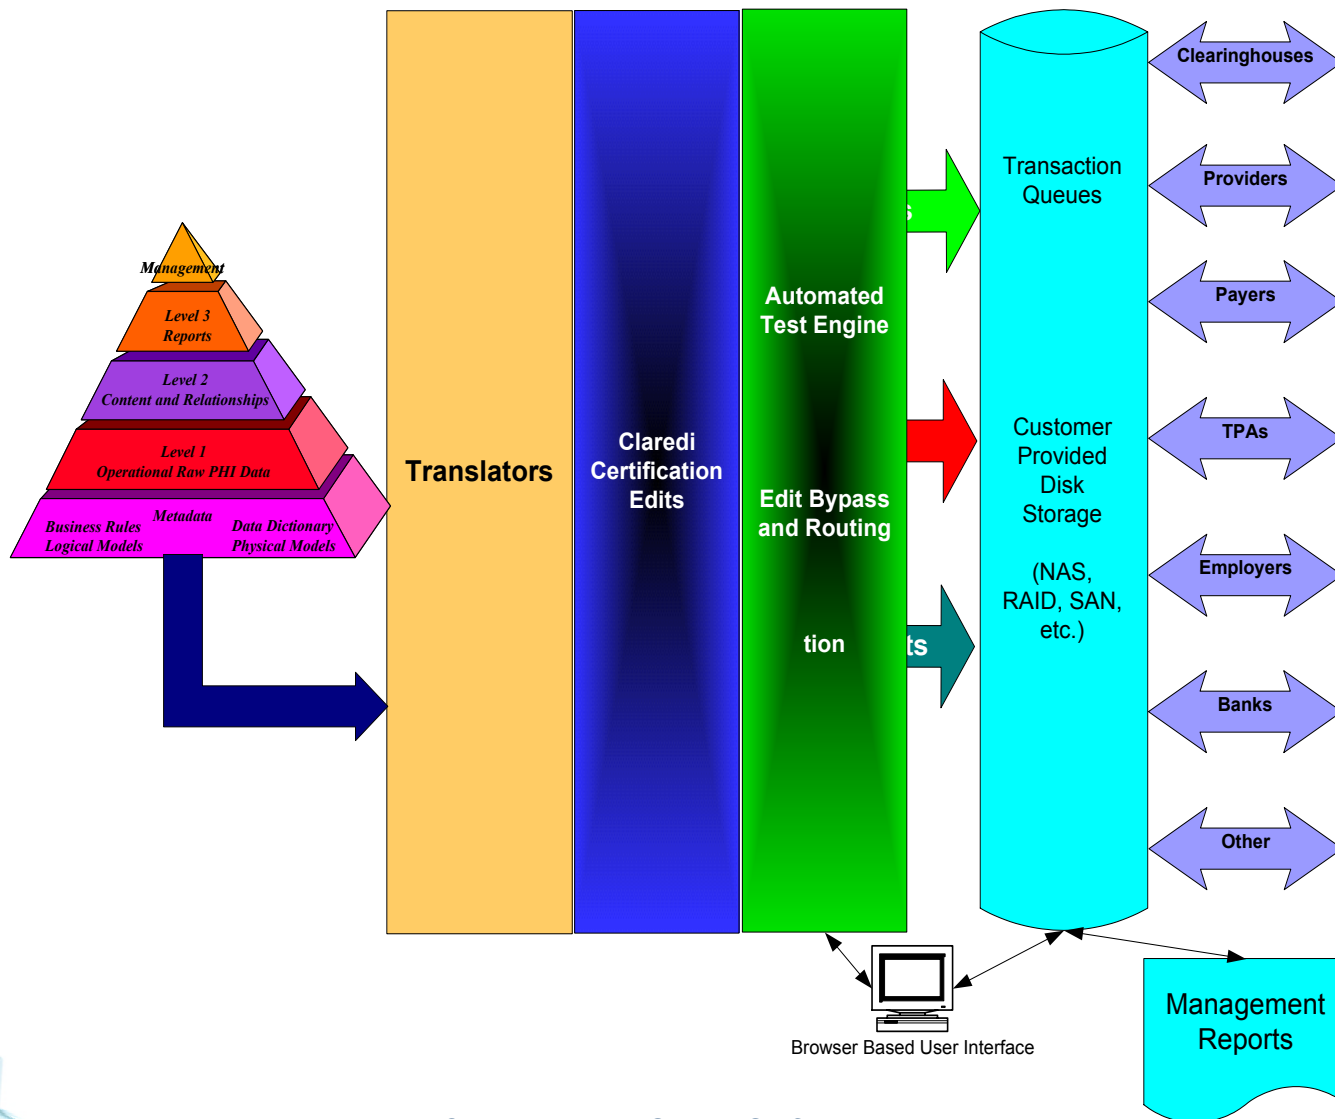 Management
Level 3
Reports
Level 2
Content and Relationships
Level 1
Operational Raw PHI Data
Metadata
Business Rules
Logical Models
Data Dictionary
Physical Models
Translators
Claredi
Certification
Edits
Automated
Test Engine
Edit Bypass
and Routing
tion
s
ts
Transaction
Queues
Customer
Provided
Disk
Storage
(NAS,
RAID, SAN,
etc.)
Clearinghouses
Providers
Payers
TPAs
Employers
Banks
Other
Browser Based User Interface
Management
Reports